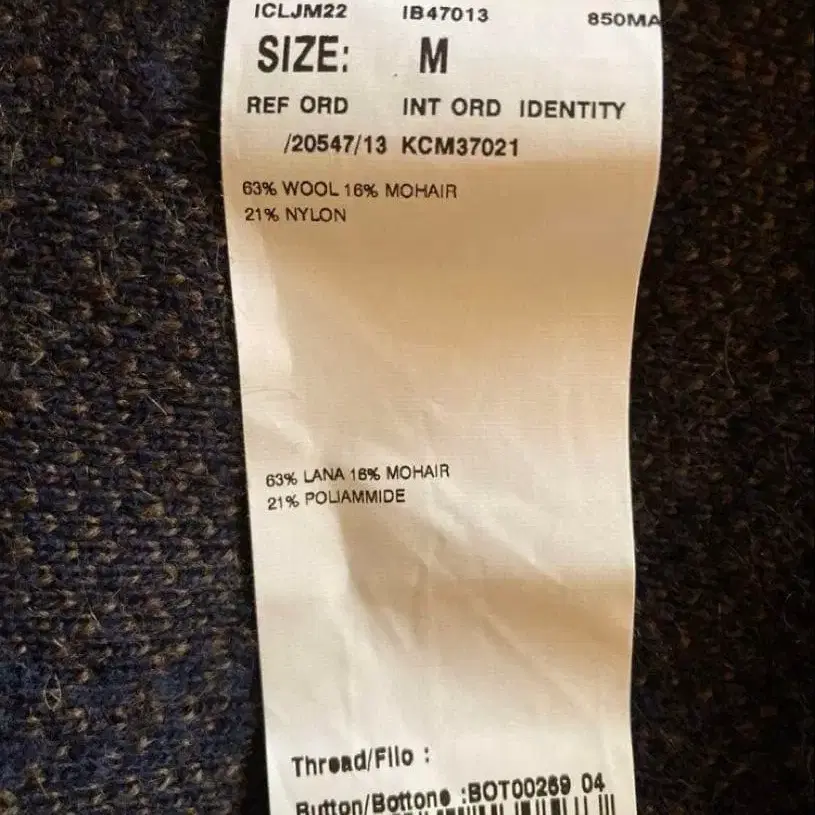 ICLJM22 IB47013 850MA
SIZE: M
REF ORD INT ORD IDENTITY
/20547/13 KCM37021
63% WOOL 16% MOHAIR
21% NYLON
63% LANA 16% MOHAIR
21% POLIAMMIDE
Thread/Filo :
Button/Bottone :BOT00269 04